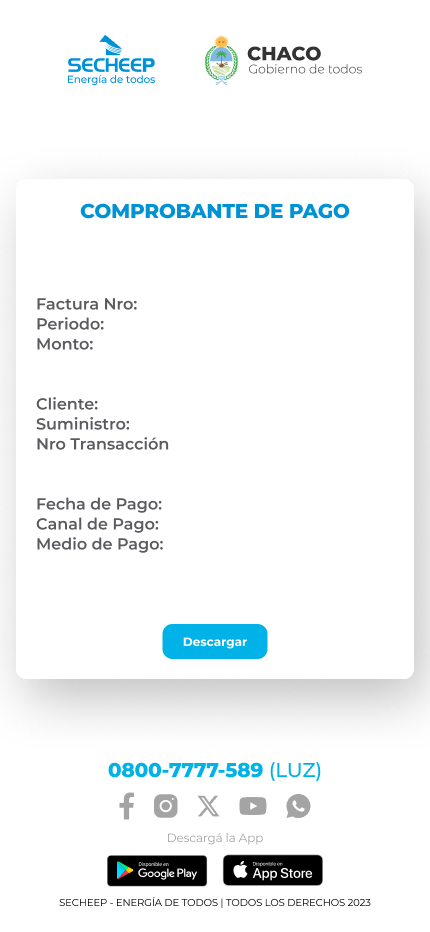 SECHEEP
Energía de todos
CHACO
Gobierno de todos
COMPROBANTE DE PAGO
Factura Nro:
Periodo:
Monto:
Cliente:
Suministro:
Nro Transacción
Fecha de Pago:
Canal de Pago:
Medio de Pago:
Descargar
0800-7777-589 (LUZ)
Descargá la App
Disponible en
Google Play
Disponible en
App Store
SECHEEP - ENERGÍA DE TODOS | TODOS LOS DERECHOS 2023